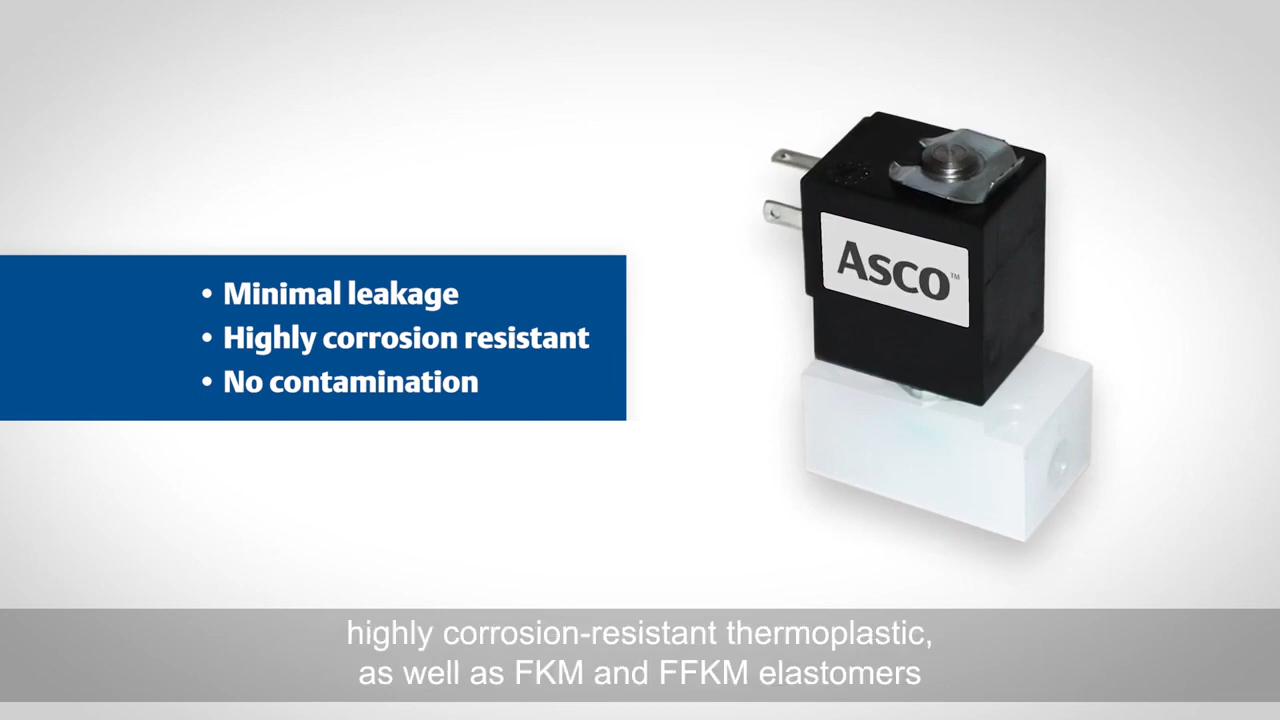 • Minimal leakage
• Highly corrosion resistant
• No contamination
Asco™
highly corrosion-resistant thermoplastic,
as well as FKM and FFKM elastomers